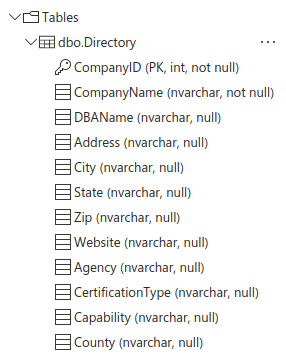 Tables
dbo.Directory
CompanyID (PK, int, not null)
CompanyName (nvarchar, not null)
DBAName (nvarchar, null)
Address (nvarchar, null)
City (nvarchar, null)
State (nvarchar, null)
Zip (nvarchar, null)
Website (nvarchar, null)
Agency (nvarchar, null)
CertificationType (nvarchar, null)
Capability (nvarchar, null)
County (nvarchar, null)